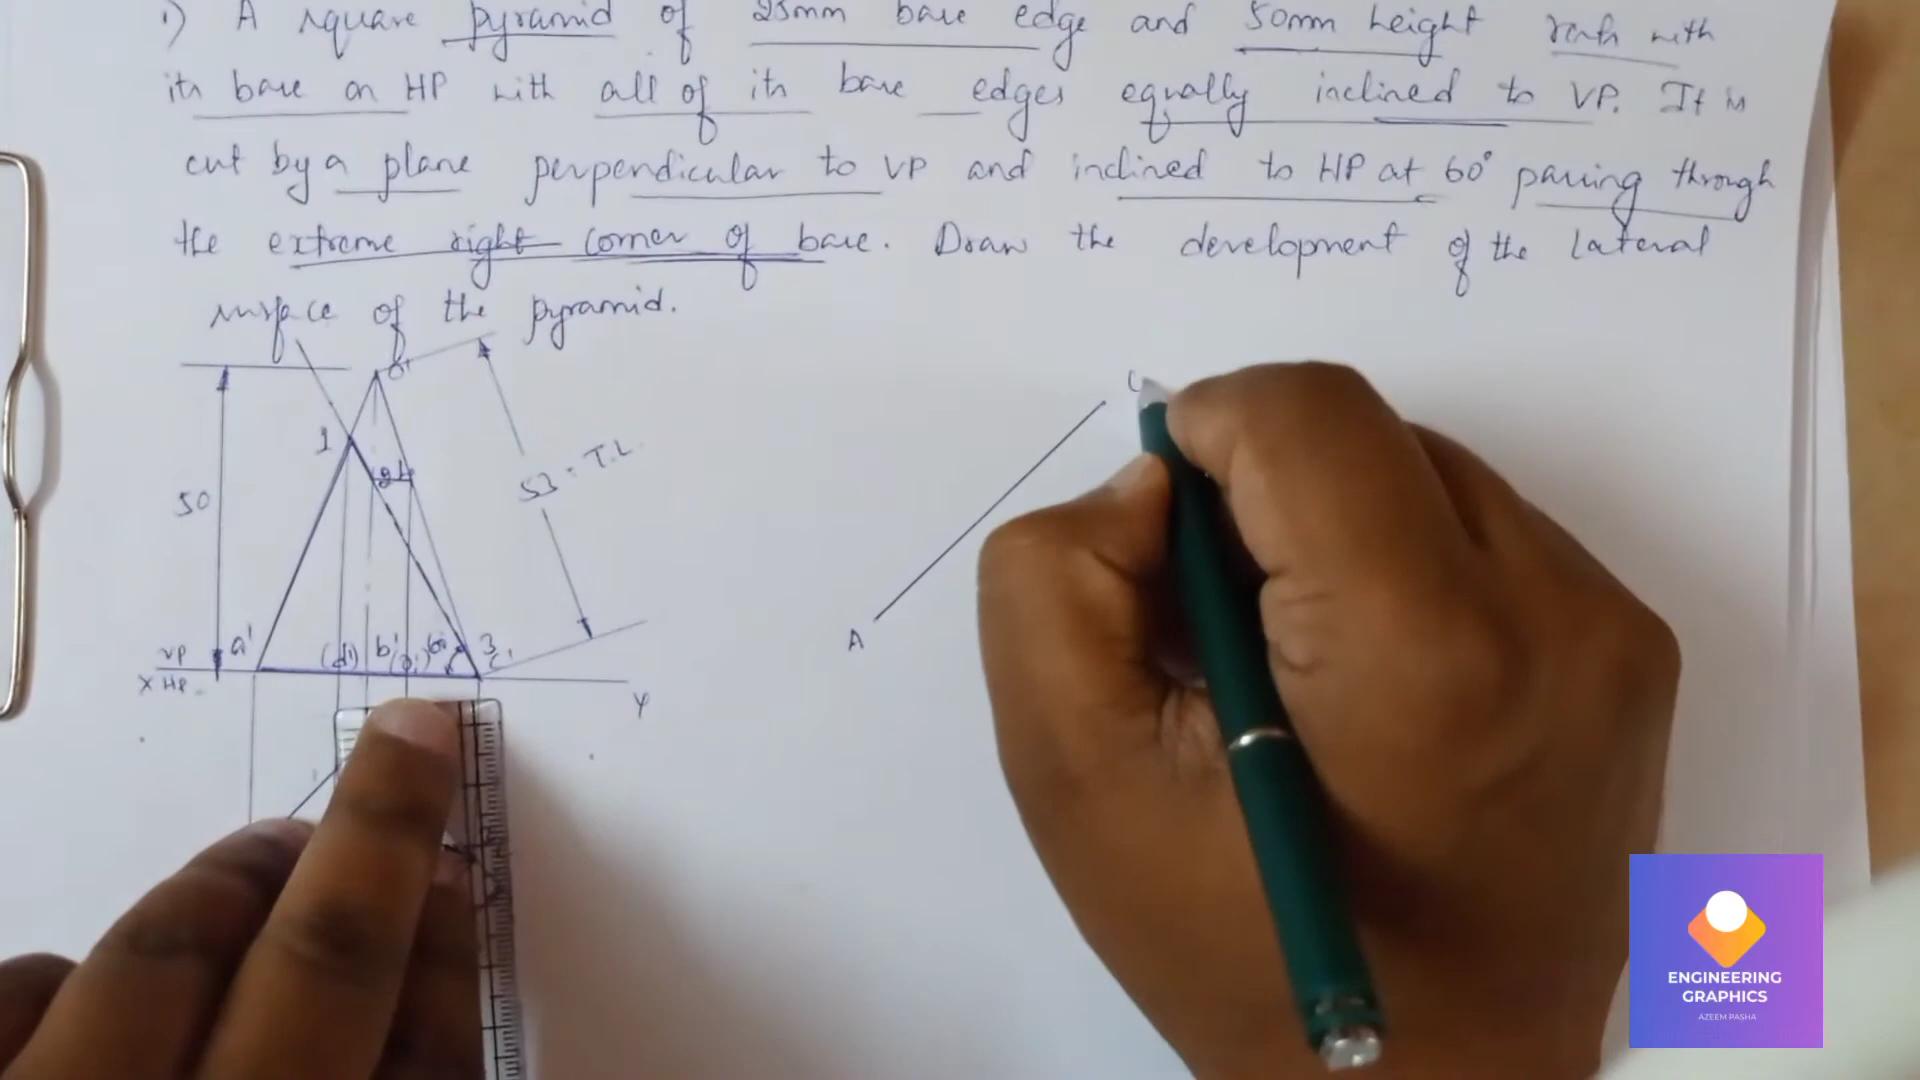 1) A square pyramid of 25mm base edge and 50mm height rests with
its base on HP with all of its base edges equally inclined to VP. It is
cut by a plane perpendicular to VP and inclined to HP at 60° passing through
the extreme right corner of base. Draw the development of the lateral
surface of the pyramid.
o'
1
50
53 = T.L
a' (d') b' 3 c'
VP
X HP
Y
A
ENGINEERING
GRAPHICS
AZEEM PASHA